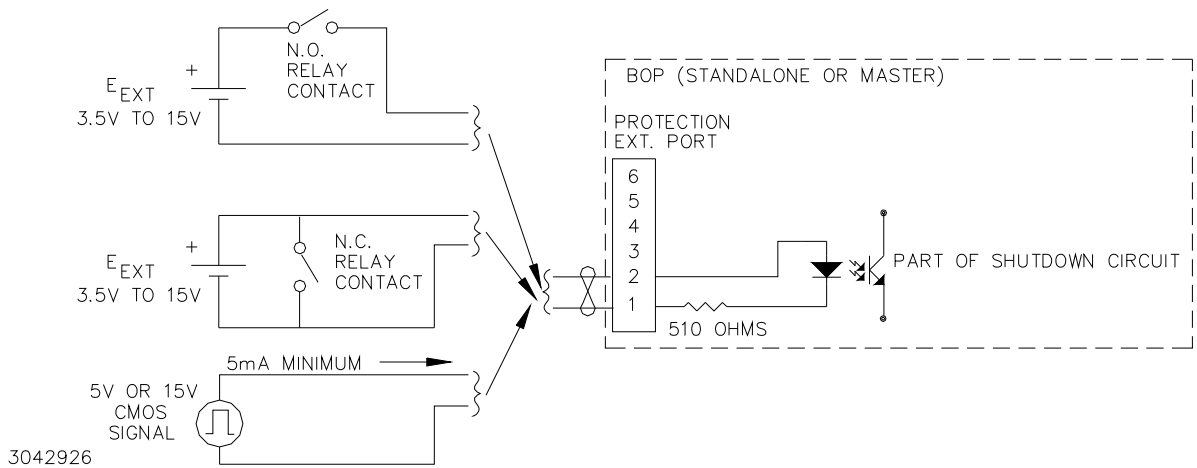 N.O.
RELAY
CONTACT
+
E EXT
3.5V TO 15V
BOP (STANDALONE OR MASTER)
PROTECTION
EXT. PORT
6
5
4
3
2
1
510 OHMS
PART OF SHUTDOWN CIRCUIT
+
N.C.
RELAY
CONTACT
E EXT
3.5V TO 15V
5mA MINIMUM
5V OR 15V
CMOS
SIGNAL
3042926